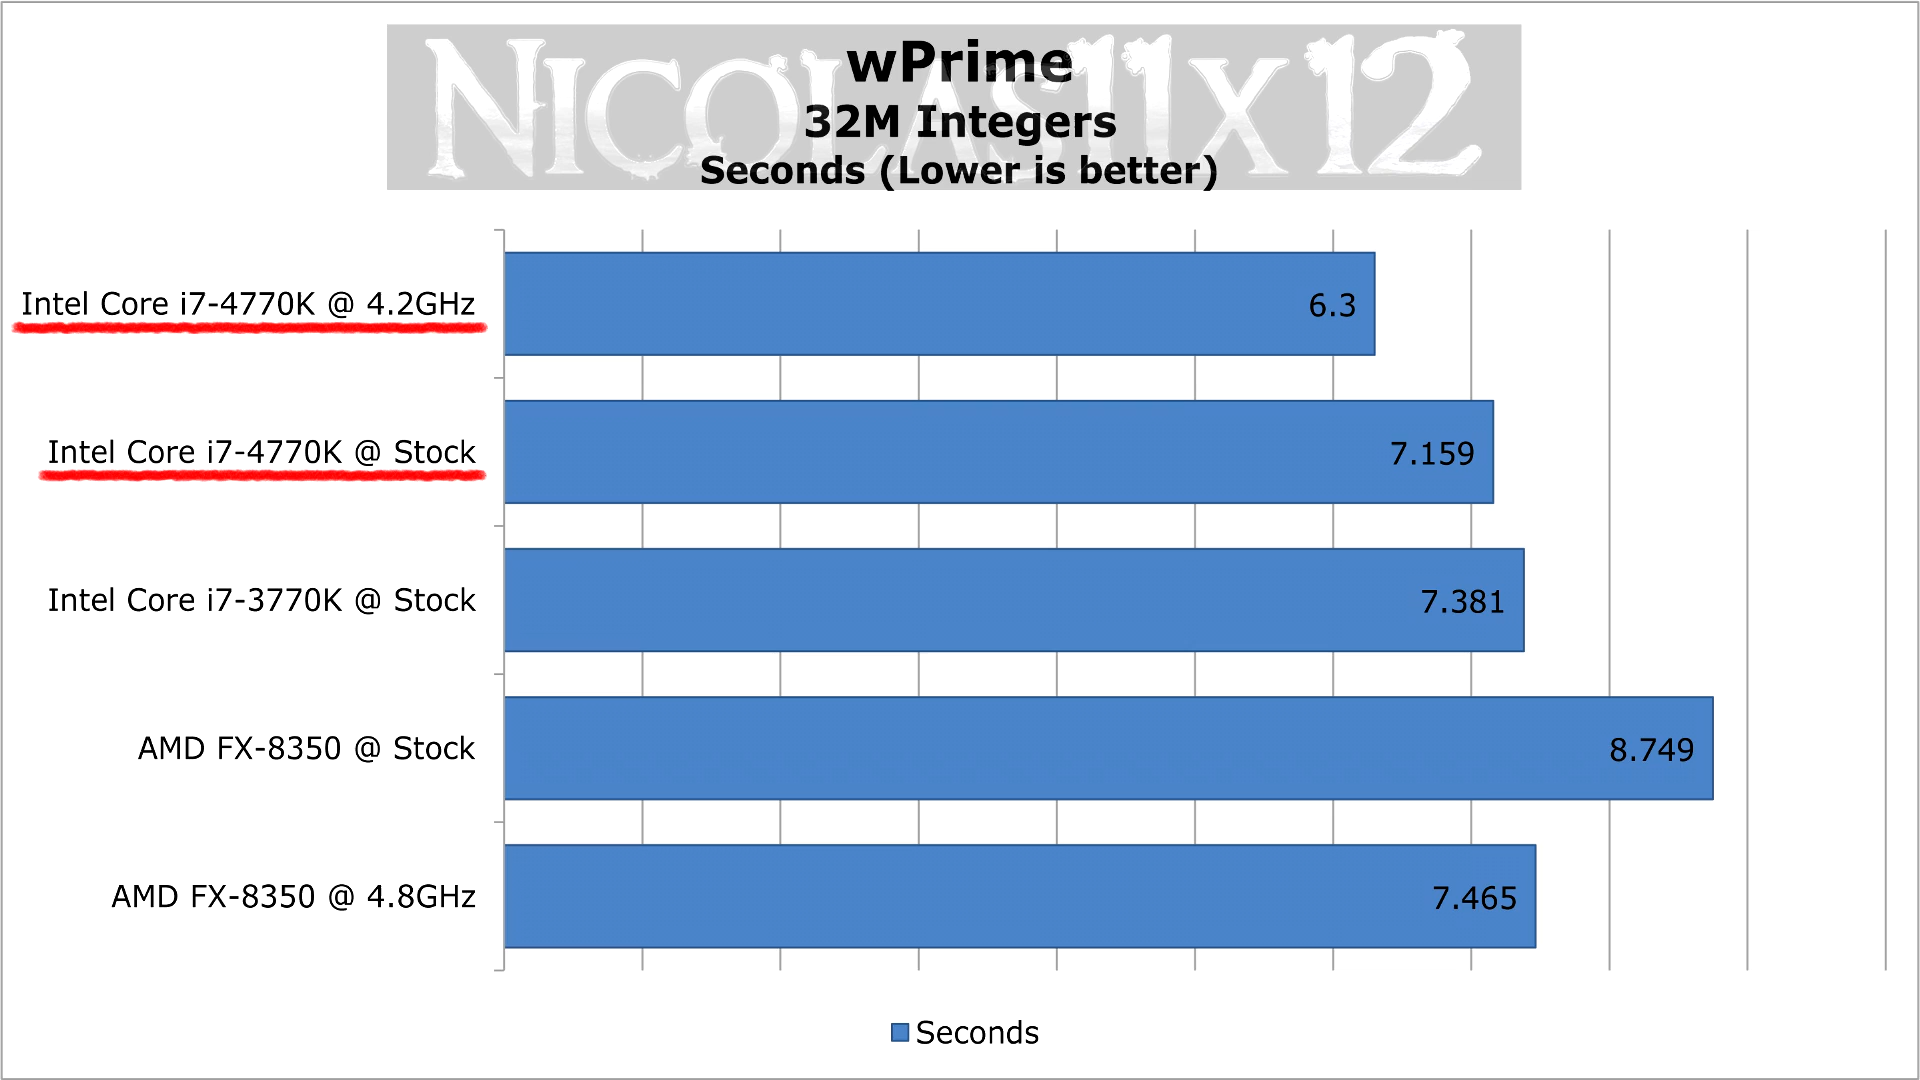 Nicolas11x12
wPrime
32M Integers
Seconds (Lower is better)
Intel Core i7-4770K @ 4.2GHz
6.3
Intel Core i7-4770K @ Stock
7.159
Intel Core i7-3770K @ Stock
7.381
AMD FX-8350 @ Stock
8.749
AMD FX-8350 @ 4.8GHz
7.465
Seconds